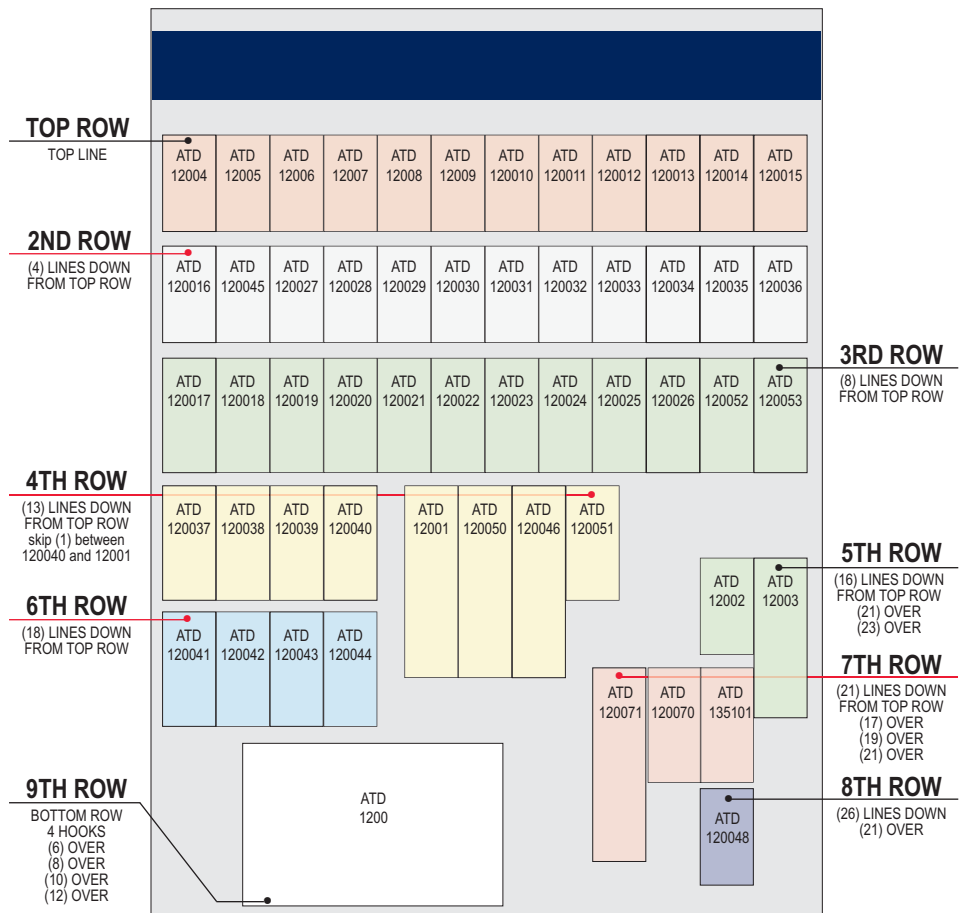 TOP ROW
TOP LINE
ATD 12004
ATD 12005
ATD 12006
ATD 12007
ATD 12008
ATD 12009
ATD 120010
ATD 120011
ATD 120012
ATD 120013
ATD 120014
ATD 120015
2ND ROW
(4) LINES DOWN
FROM TOP ROW
ATD 120016
ATD 120045
ATD 120027
ATD 120028
ATD 120029
ATD 120030
ATD 120031
ATD 120032
ATD 120033
ATD 120034
ATD 120035
ATD 120036
3RD ROW
(8) LINES DOWN
FROM TOP ROW
ATD 120017
ATD 120018
ATD 120019
ATD 120020
ATD 120021
ATD 120022
ATD 120023
ATD 120024
ATD 120025
ATD 120026
ATD 120052
ATD 120053
4TH ROW
(13) LINES DOWN
FROM TOP ROW
skip (1) between
120040 and 12001
ATD 120037
ATD 120038
ATD 120039
ATD 120040
ATD 12001
ATD 120050
ATD 120046
ATD 120051
5TH ROW
(16) LINES DOWN
FROM TOP ROW
(21) OVER
(23) OVER
ATD 12002
ATD 12003
6TH ROW
(18) LINES DOWN
FROM TOP ROW
ATD 120041
ATD 120042
ATD 120043
ATD 120044
7TH ROW
(21) LINES DOWN
FROM TOP ROW
(17) OVER
(19) OVER
(21) OVER
ATD 120071
ATD 120070
ATD 135101
8TH ROW
(26) LINES DOWN
(21) OVER
ATD 120048
9TH ROW
BOTTOM ROW
4 HOOKS
(6) OVER
(8) OVER
(10) OVER
(12) OVER
ATD 1200